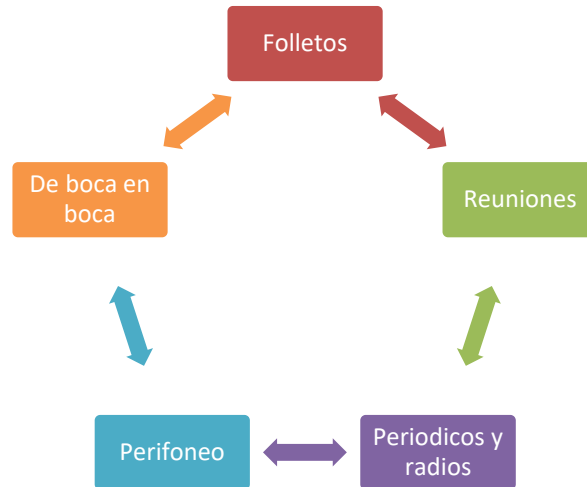 Folletos
De boca en
boca
Reuniones
Perifoneo
Periodicos y
radios